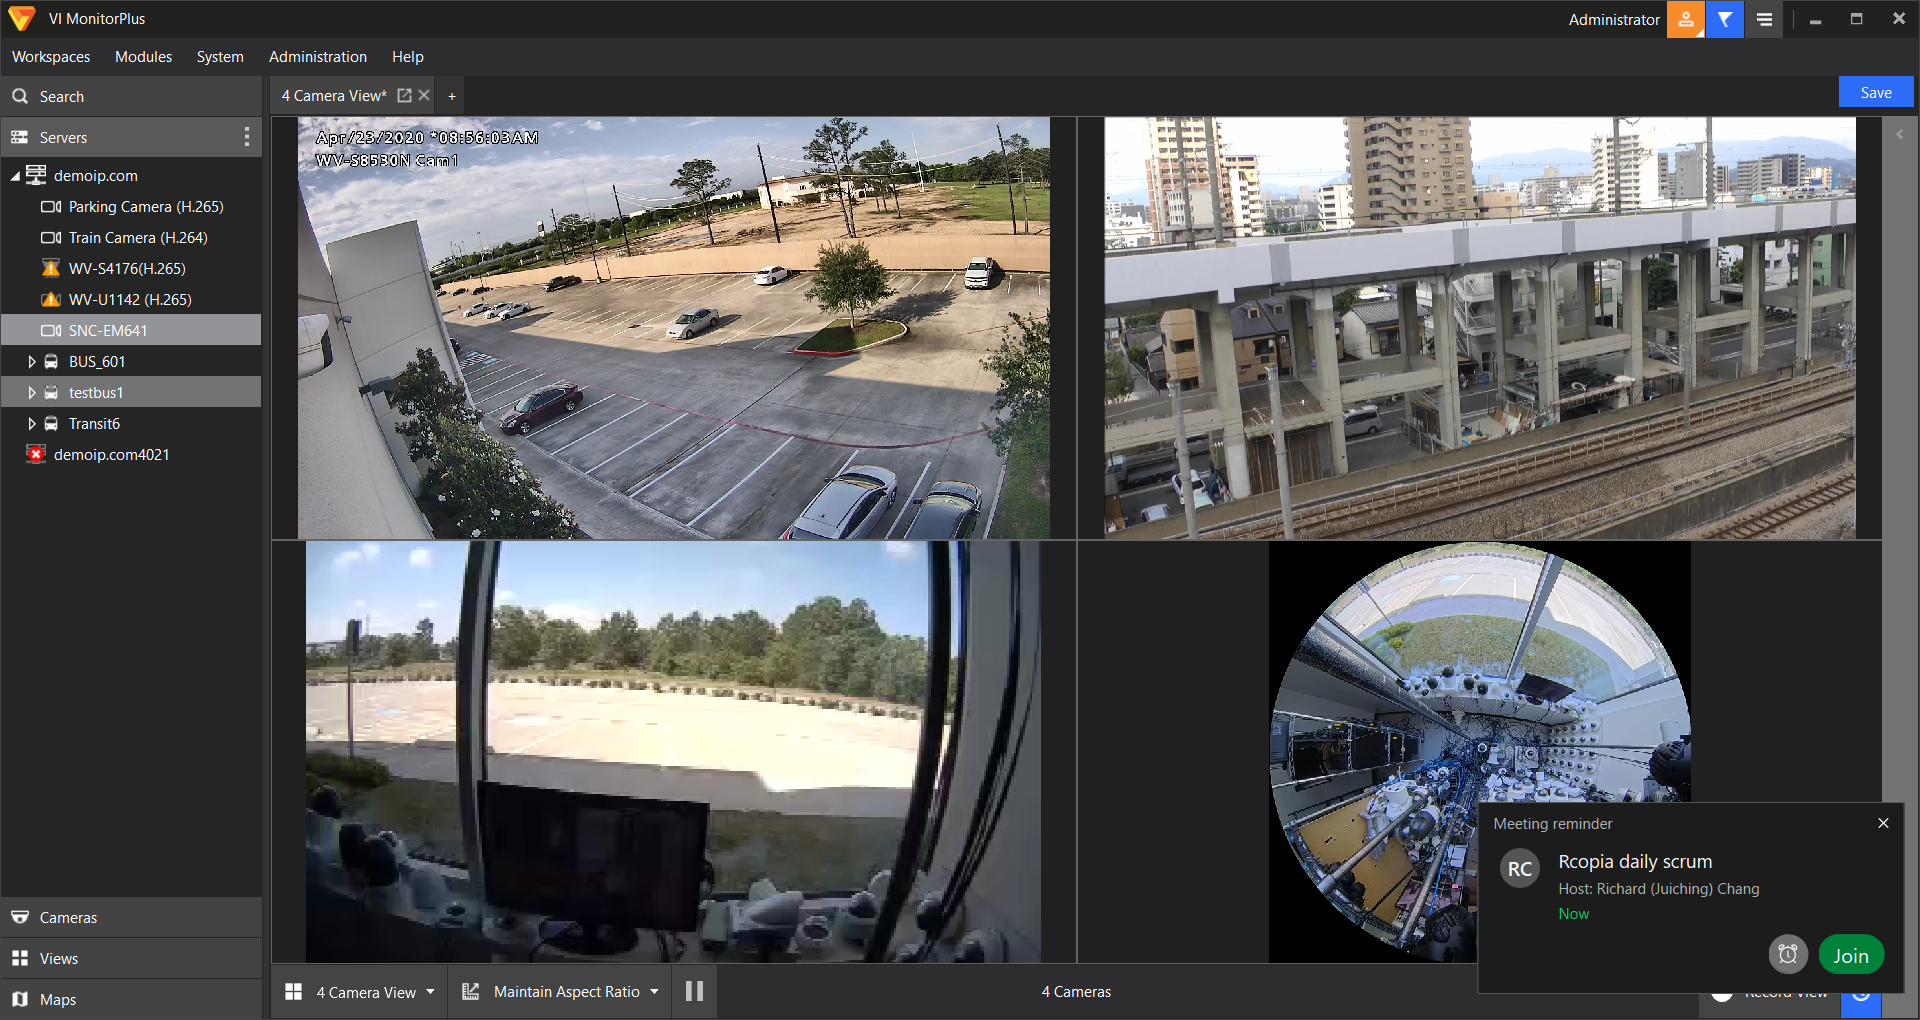 VI MonitorPlus
Administrator
Workspaces Modules System Administration Help
Search
4 Camera View*
+
Save
Servers
demoip.com
Parking Camera (H.265)
Train Camera (H.264)
WV-S4176(H.265)
WV-U1142 (H.265)
SNC-EM641
BUS_601
testbus1
Transit6
demoip.com4021
Apr/23/2020 *08:56:03AM
WV-S8530N Cam1
Cameras
Views
Maps
4 Camera View
Maintain Aspect Ratio
4 Cameras
Record View
Meeting reminder
RC
Rcopia daily scrum
Host: Richard (Juiching) Chang
Now
Join